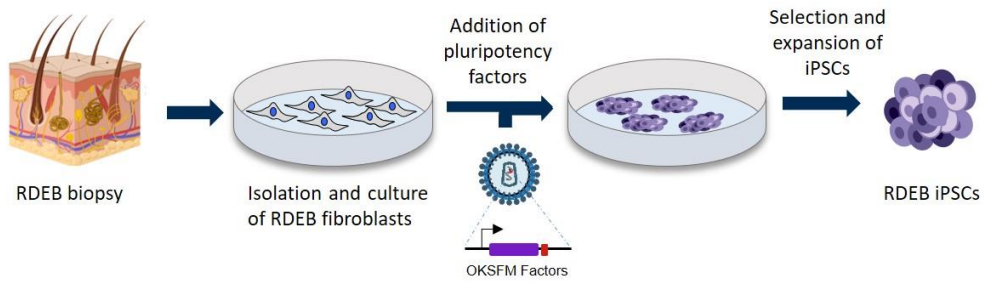 RDEB biopsy
Isolation and culture
of RDEB fibroblasts
Addition of
pluripotency
factors
OKSFM Factors
Selection and
expansion of
iPSCs
RDEB iPSCs